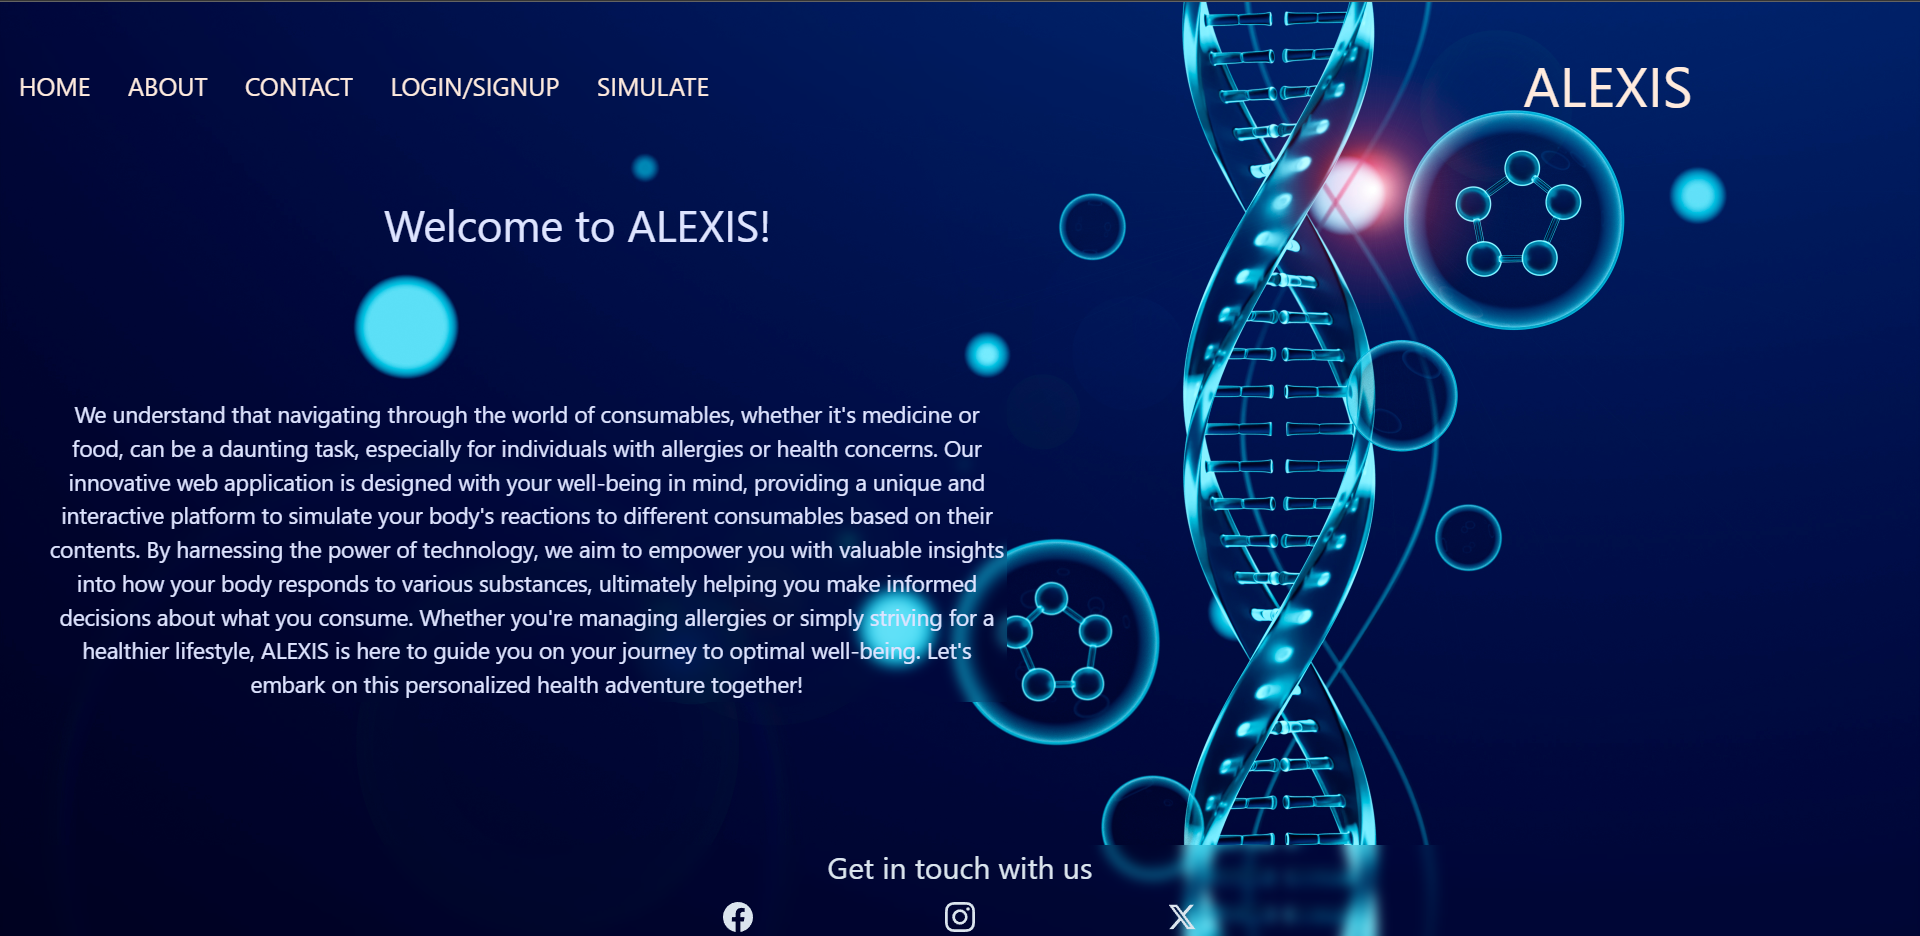 HOME ABOUT CONTACT LOGIN/SIGNUP SIMULATE
ALEXIS
Welcome to ALEXIS!
We understand that navigating through the world of consumables, whether it's medicine or
food, can be a daunting task, especially for individuals with allergies or health concerns. Our
innovative web application is designed with your well-being in mind, providing a unique and
interactive platform to simulate your body's reactions to different consumables based on their
contents. By harnessing the power of technology, we aim to empower you with valuable insights
into how your body responds to various substances, ultimately helping you make informed
decisions about what you consume. Whether you're managing allergies or simply striving for a
healthier lifestyle, ALEXIS is here to guide you on your journey to optimal well-being. Let's
embark on this personalized health adventure together!
Get in touch with us